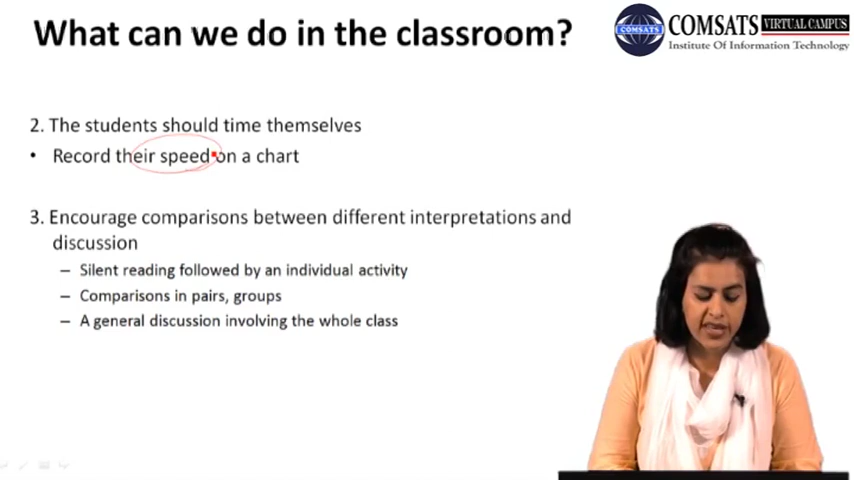 What can we do in the classroom?
COMSATS VIRTUAL CAMPUS
COMSATS
Institute Of Information Technology
2. The students should time themselves
• Record their speed on a chart
3. Encourage comparisons between different interpretations and
discussion
– Silent reading followed by an individual activity
– Comparisons in pairs, groups
– A general discussion involving the whole class